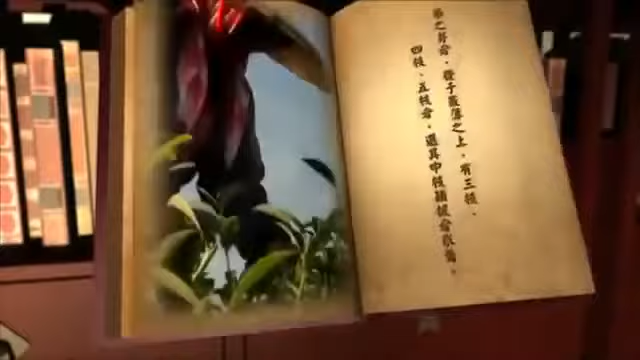 茶之芽者，發于叢薄之上，有三枝、
四枝、五枝者，選其中枝穎拔者採焉。